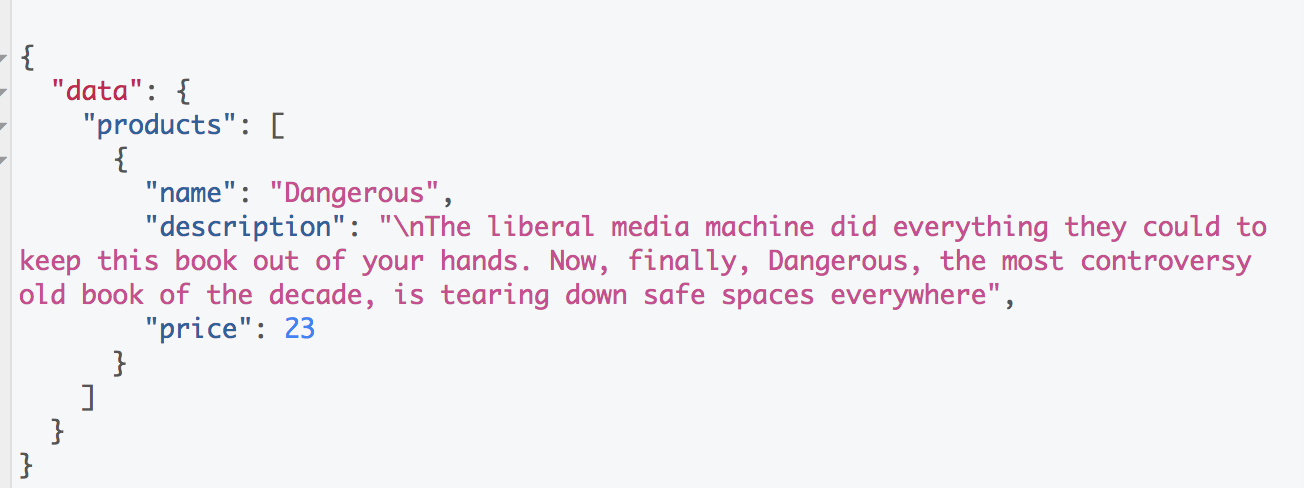 {
  "data": {
    "products": [
      {
        "name": "Dangerous",
        "description": "\nThe liberal media machine did everything they could to
keep this book out of your hands. Now, finally, Dangerous, the most controversy
old book of the decade, is tearing down safe spaces everywhere",
        "price": 23
      }
    ]
  }
}